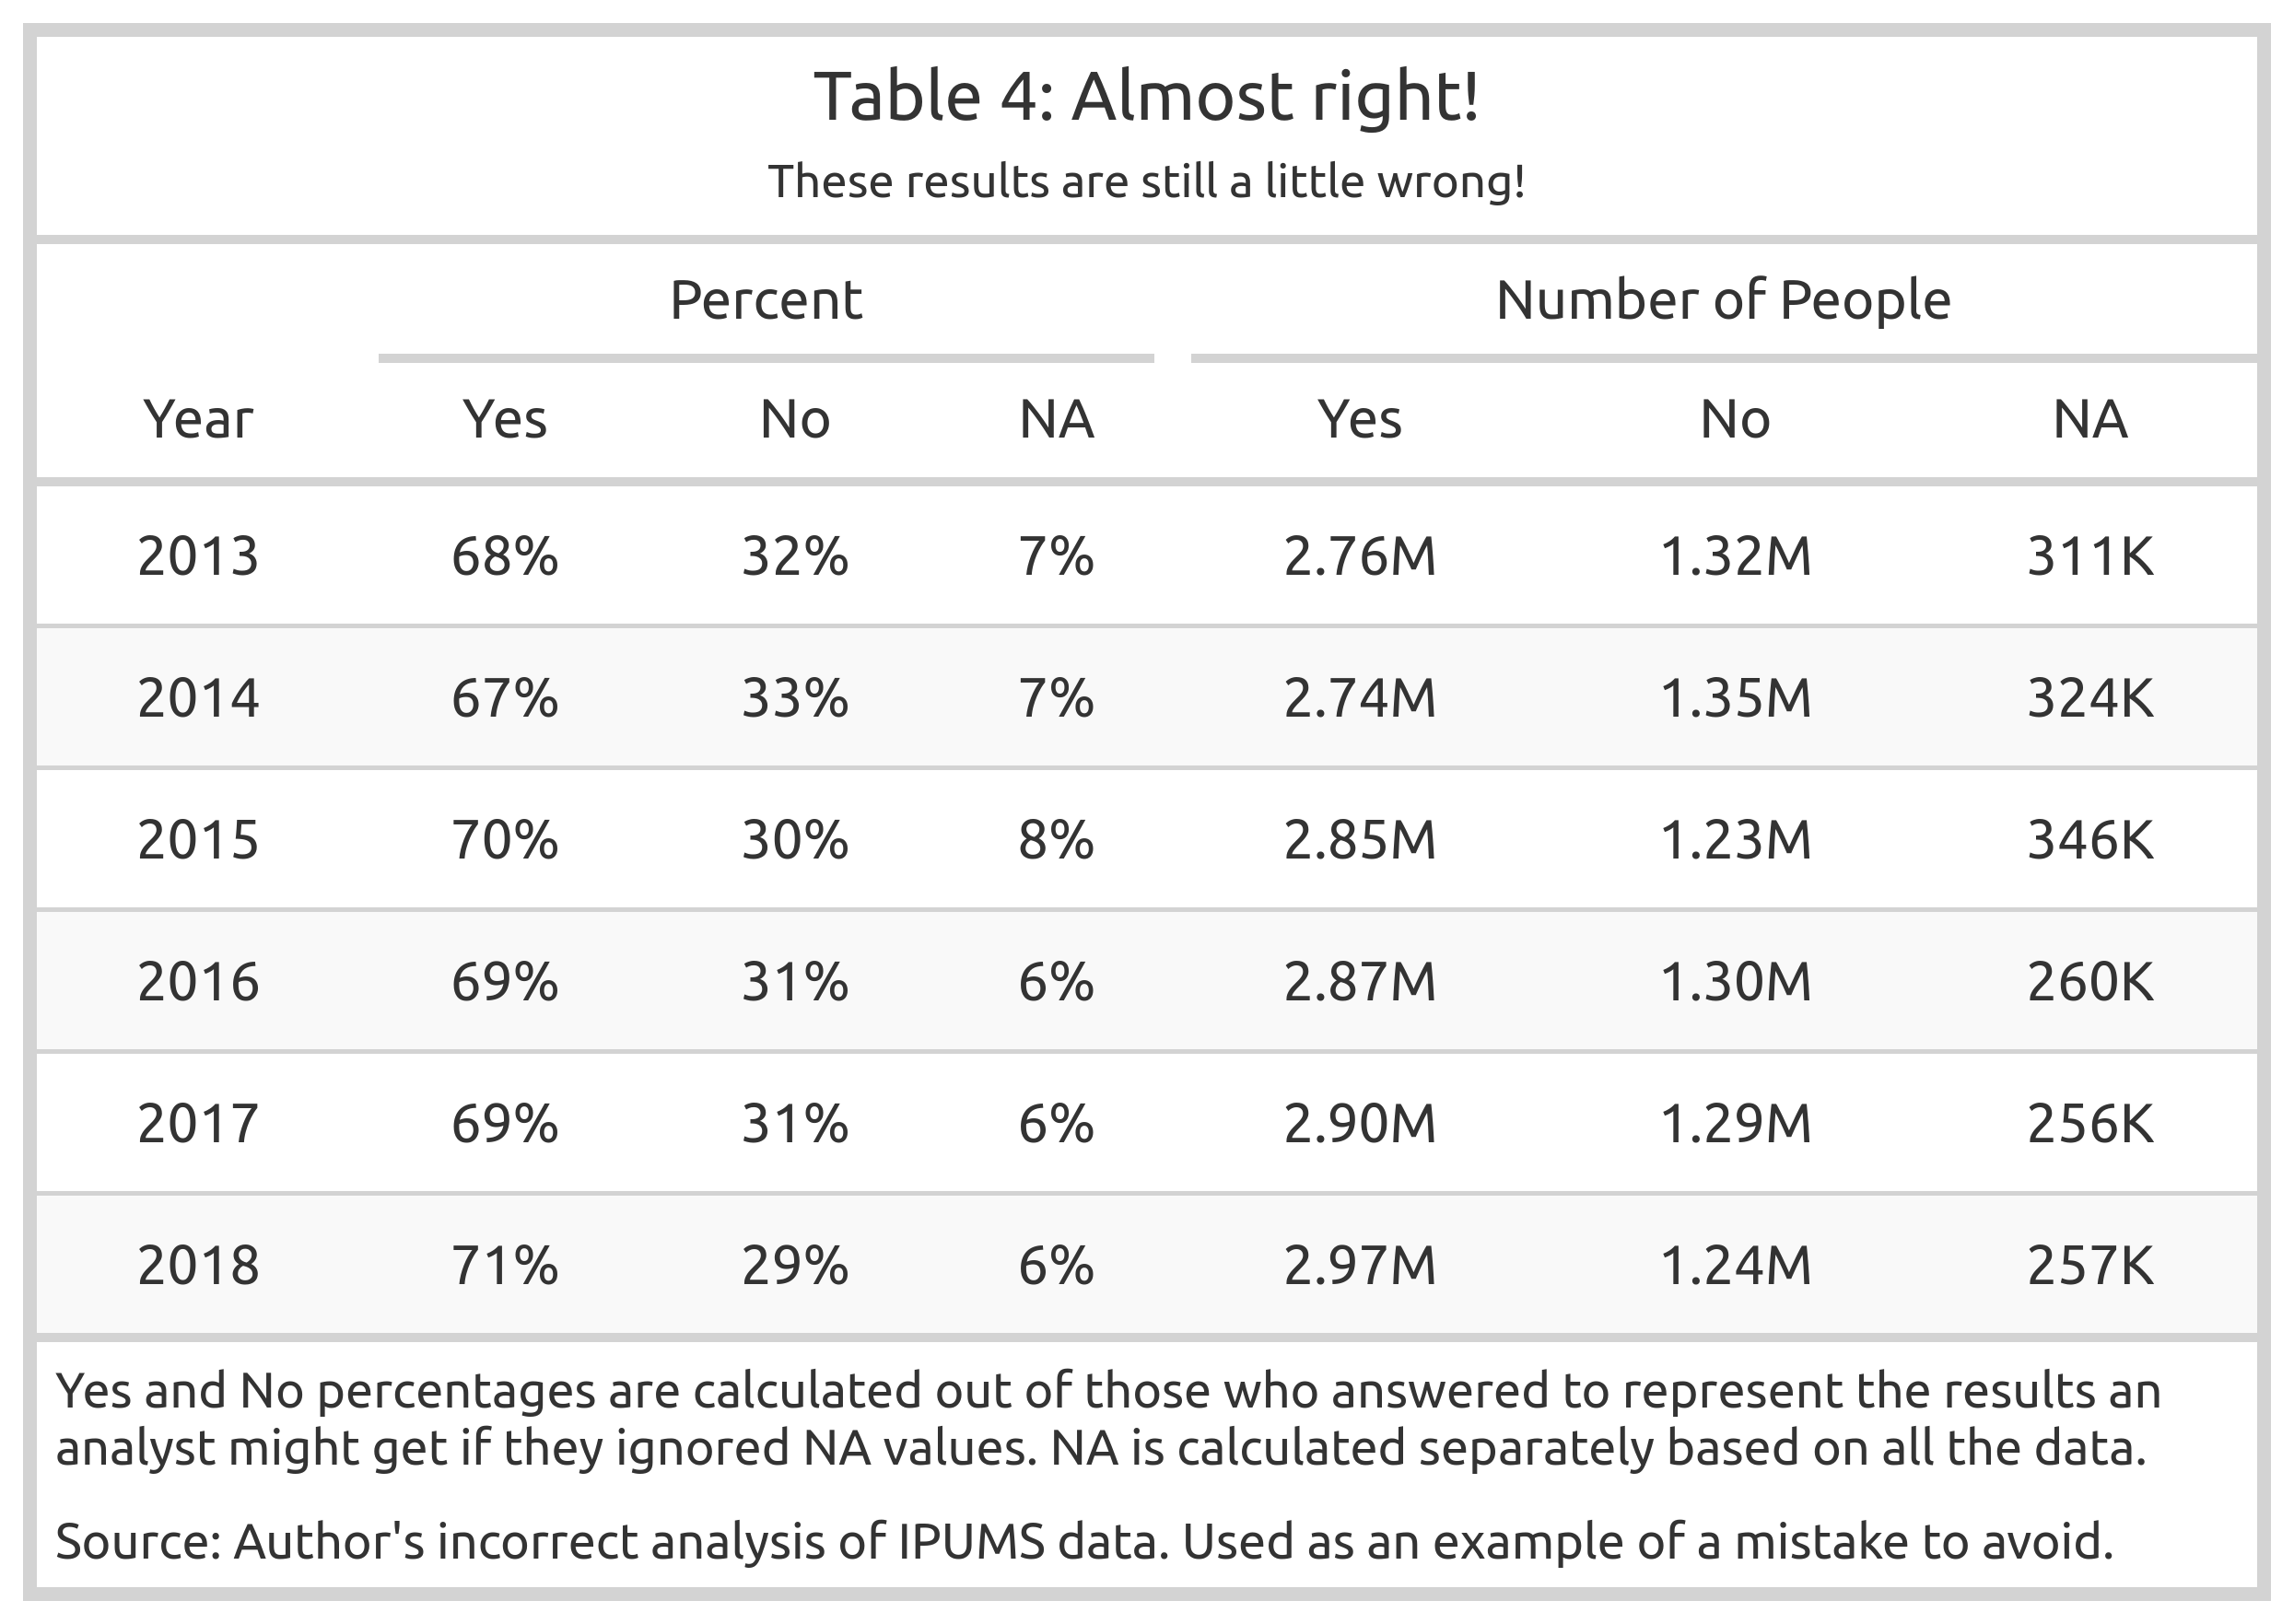 Table 4: Almost right!
These results are still a little wrong!
Percent Number of People
Year Yes No NA Yes No NA
2013 68% 32% 7% 2.76M 1.32M 311K
2014 67% 33% 7% 2.74M 1.35M 324K
2015 70% 30% 8% 2.85M 1.23M 346K
2016 69% 31% 6% 2.87M 1.30M 260K
2017 69% 31% 6% 2.90M 1.29M 256K
2018 71% 29% 6% 2.97M 1.24M 257K
Yes and No percentages are calculated out of those who answered to represent the results an
analyst might get if they ignored NA values. NA is calculated separately based on all the data.
Source: Author's incorrect analysis of IPUMS data. Used as an example of a mistake to avoid.